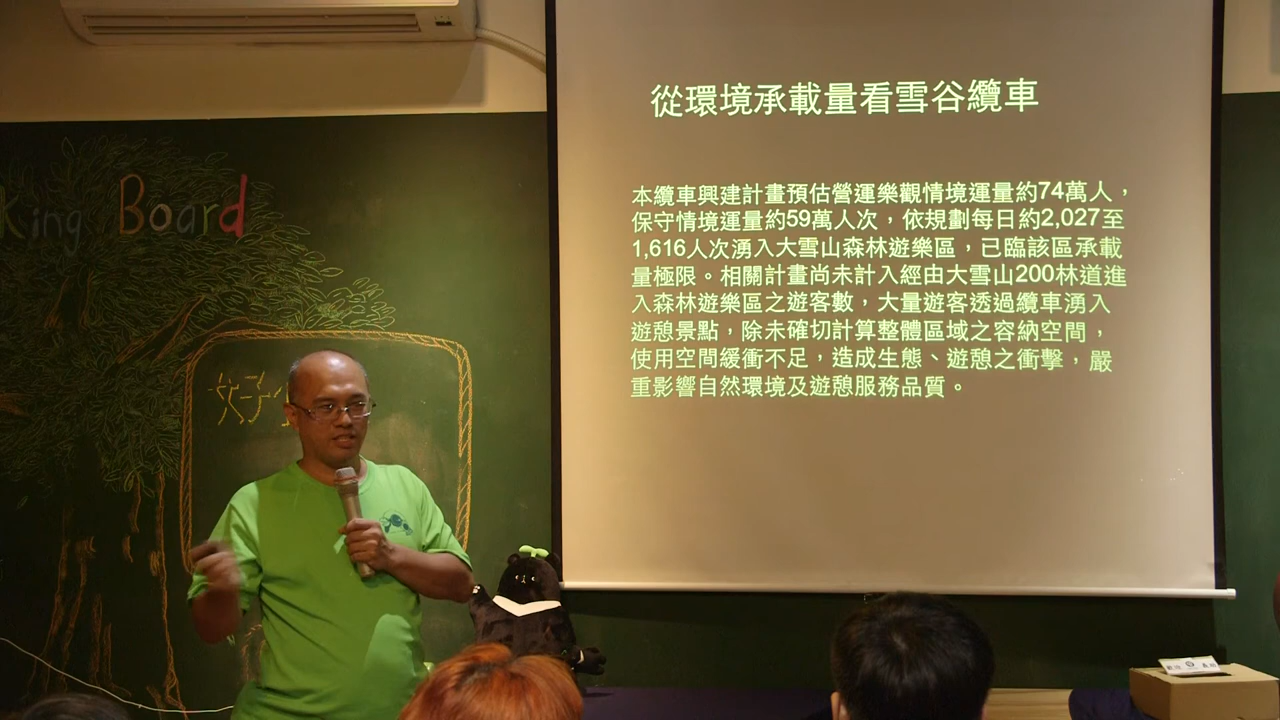 從環境承載量看雪谷纜車
本纜車興建計畫預估營運樂觀情境運量約74萬人，
保守情境運量約59萬人次，依規劃每日約2,027至
1,616人次湧入大雪山森林遊樂區，已臨該區承載
量極限。相關計畫尚未計入經由大雪山200林道進
入森林遊樂區之遊客數，大量遊客透過纜車湧入
遊憩景點，除未確切計算整體區域之容納空間，
使用空間緩衝不足，造成生態、遊憩之衝擊，嚴
重影響自然環境及遊憩服務品質。
King Board